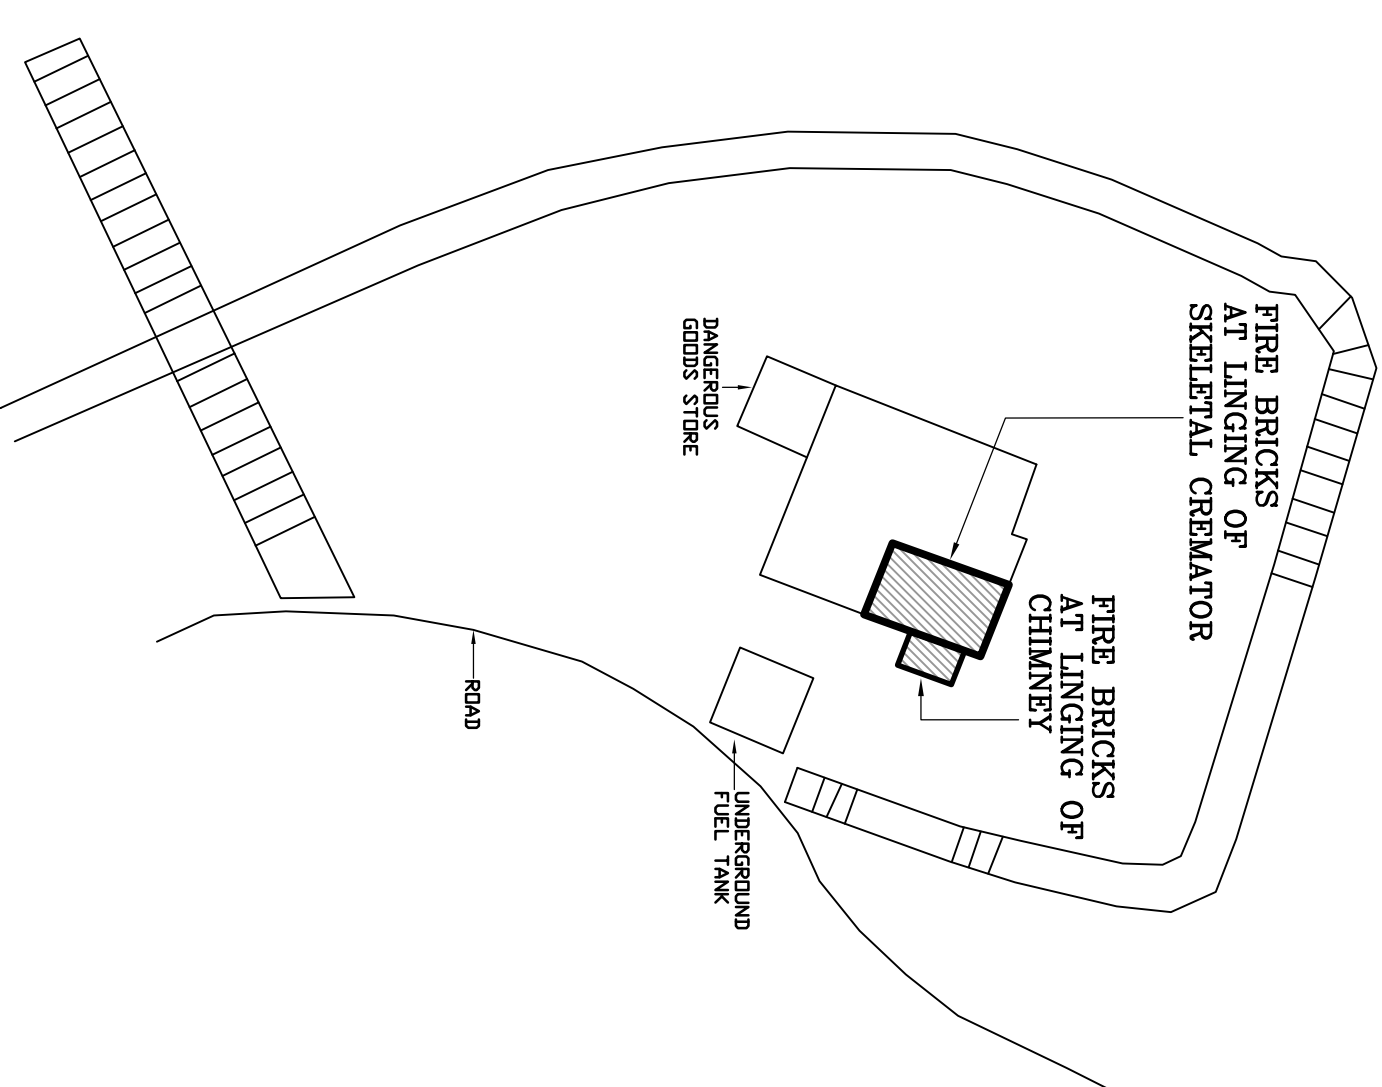 FIRE BRICKS
AT LINGING OF
SKELETAL CREMATOR
FIRE BRICKS
AT LINGING OF
CHIMNEY
DANGEROUS
GOODS STORE
UNDERGROUND
FUEL TANK
ROAD